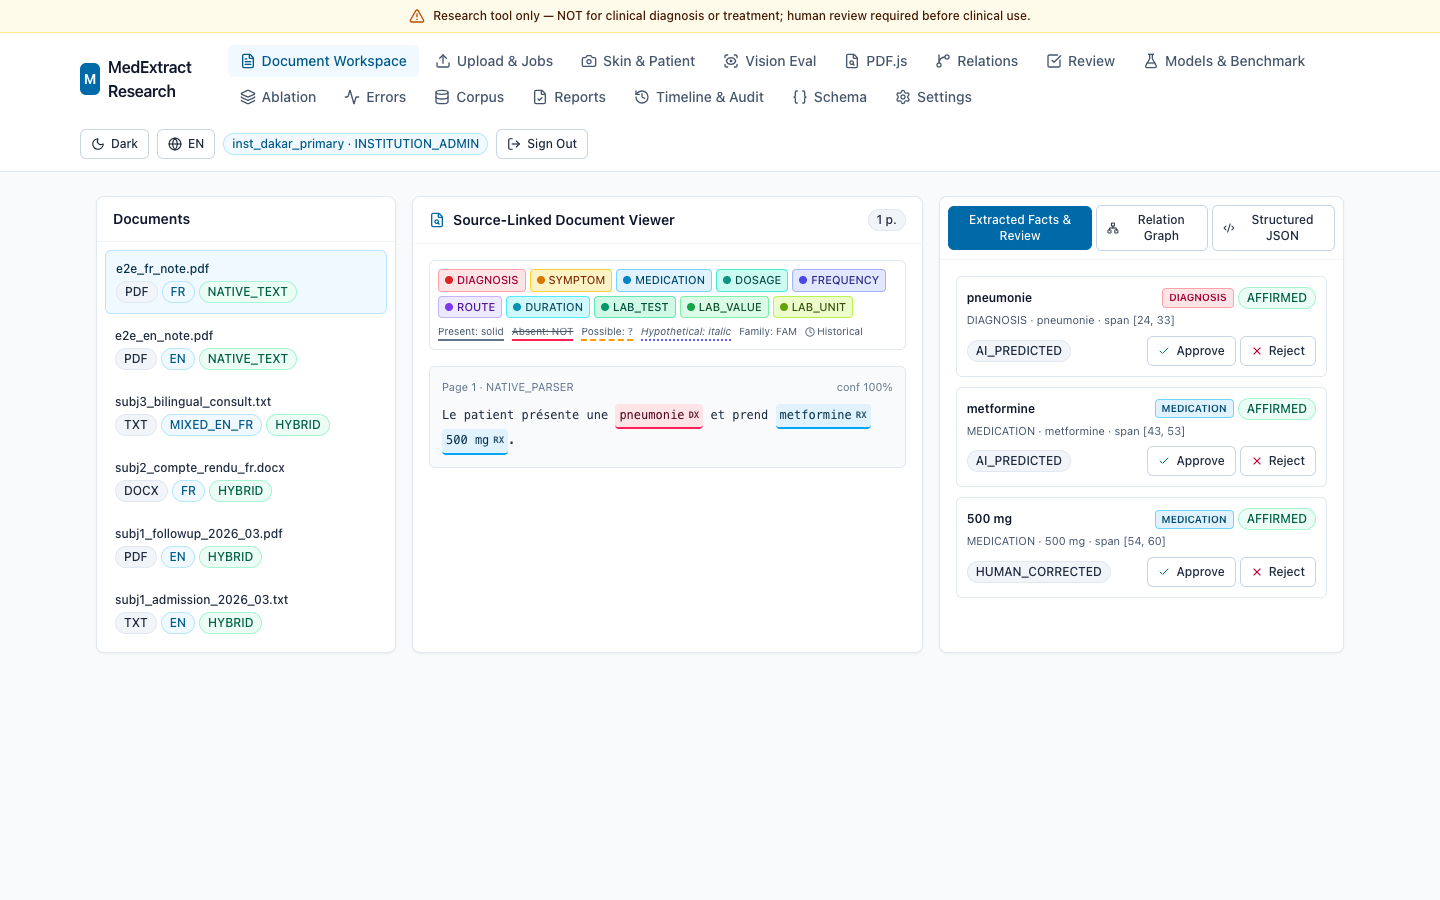 Research tool only — NOT for clinical diagnosis or treatment; human review required before clinical use.
M
MedExtract Research
Document Workspace
Upload & Jobs
Skin & Patient
Vision Eval
PDF.js
Relations
Review
Models & Benchmark
Ablation
Errors
Corpus
Reports
Timeline & Audit
Schema
Settings
Dark
EN
inst_dakar_primary · INSTITUTION_ADMIN
Sign Out
Documents
e2e_fr_note.pdf
PDF FR NATIVE_TEXT
e2e_en_note.pdf
PDF EN NATIVE_TEXT
subj3_bilingual_consult.txt
TXT MIXED_EN_FR HYBRID
subj2_compte_rendu_fr.docx
DOCX FR HYBRID
subj1_followup_2026_03.pdf
PDF EN HYBRID
subj1_admission_2026_03.txt
TXT EN HYBRID
Source-Linked Document Viewer
1 p.
DIAGNOSIS SYMPTOM MEDICATION DOSAGE FREQUENCY
ROUTE DURATION LAB_TEST LAB_VALUE LAB_UNIT
Present: solid Absent: NOT Possible: ? Hypothetical: italic Family: FAM Historical
Page 1 · NATIVE_PARSER conf 100%
Le patient présente une pneumonie DX et prend metformine RX
500 mg RX.
Extracted Facts & Review
Relation Graph
Structured JSON
pneumonie DIAGNOSIS AFFIRMED
DIAGNOSIS · pneumonie · span [24, 33]
AI_PREDICTED Approve Reject
metformine MEDICATION AFFIRMED
MEDICATION · metformine · span [43, 53]
AI_PREDICTED Approve Reject
500 mg MEDICATION AFFIRMED
MEDICATION · 500 mg · span [54, 60]
HUMAN_CORRECTED Approve Reject